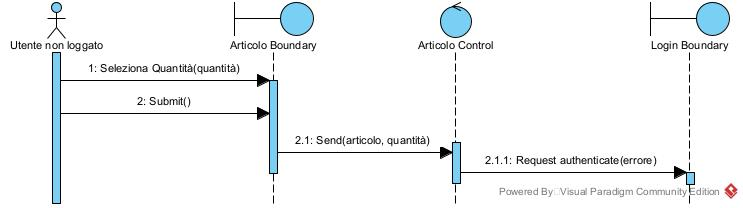 Utente non loggato
Articolo Boundary
Articolo Control
Login Boundary
1: Seleziona Quantità(quantità)
2: Submit()
2.1: Send(articolo, quantità)
2.1.1: Request authenticate(errore)
Powered By Visual Paradigm Community Edition